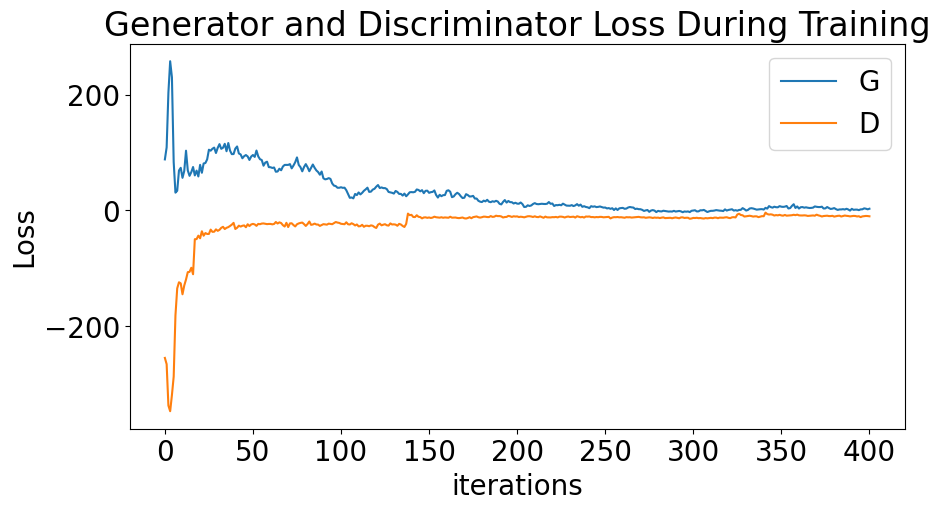 Generator and Discriminator Loss During Training
G
D
Loss
200
0
−200
0 50 100 150 200 250 300 350 400
iterations